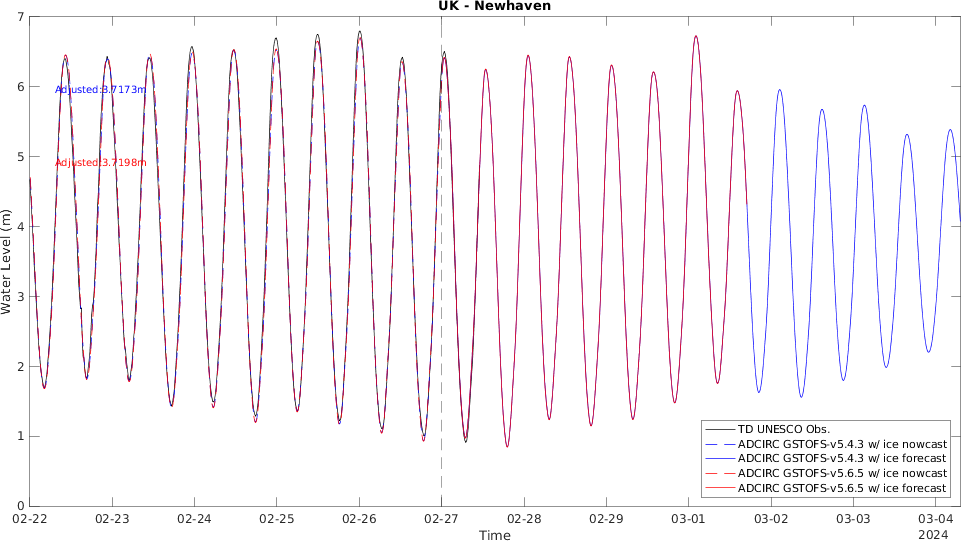 UK - Newhaven
7
6
5
4
3
2
1
0
Water Level (m)
Adjusted:3.7173m
Adjusted:3.7198m
TD UNESCO Obs.
ADCIRC GSTOFS-v5.4.3 w/ ice nowcast
ADCIRC GSTOFS-v5.4.3 w/ ice forecast
ADCIRC GSTOFS-v5.6.5 w/ ice nowcast
ADCIRC GSTOFS-v5.6.5 w/ ice forecast
02-22 02-23 02-24 02-25 02-26 02-27 02-28 02-29 03-01 03-02 03-03 03-04
Time 2024